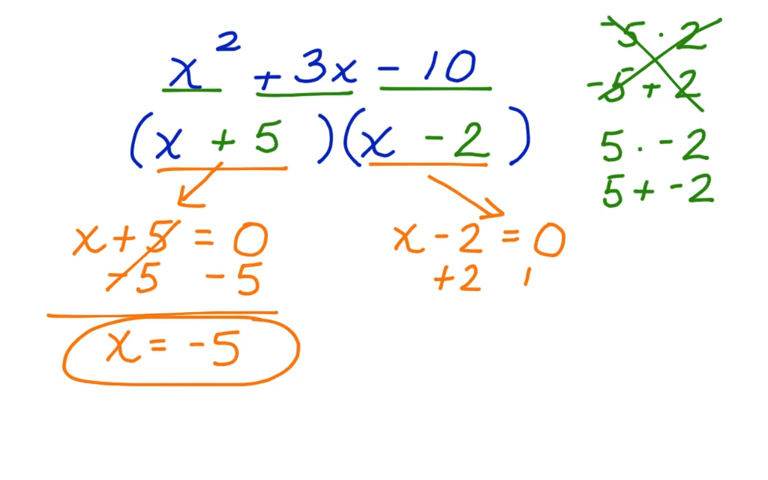 x² + 3x - 10
(x + 5)(x - 2)
-5 · 2
-5 + 2
5 · -2
5 + -2
x + 5 = 0
-5 -5
x = -5
x - 2 = 0
+2